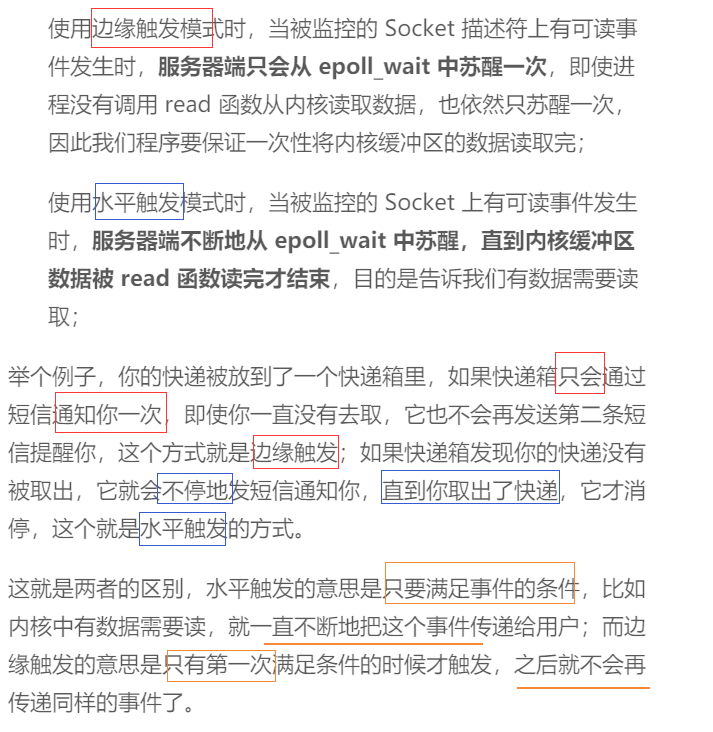 使用边缘触发模式时，当被监控的 Socket 描述符上有可读事
件发生时，服务器端只会从 epoll_wait 中苏醒一次，即使进
程没有调用 read 函数从内核读取数据，也依然只苏醒一次，
因此我们程序要保证一次性将内核缓冲区的数据读取完；
使用水平触发模式时，当被监控的 Socket 上有可读事件发生
时，服务器端不断地从 epoll_wait 中苏醒，直到内核缓冲区
数据被 read 函数读完才结束，目的是告诉我们有数据需要读
取；
举个例子，你的快递被放到了一个快递箱里，如果快递箱只会通过
短信通知你一次，即使你一直没有去取，它也不会再发送第二条短
信提醒你，这个方式就是边缘触发；如果快递箱发现你的快递没有
被取出，它就会不停地发短信通知你，直到你取出了快递，它才消
停，这个就是水平触发的方式。
这就是两者的区别，水平触发的意思是只要满足事件的条件，比如
内核中有数据需要读，就一直不断地把这个事件传递给用户；而边
缘触发的意思是只有第一次满足条件的时候才触发，之后就不会再
传递同样的事件了。